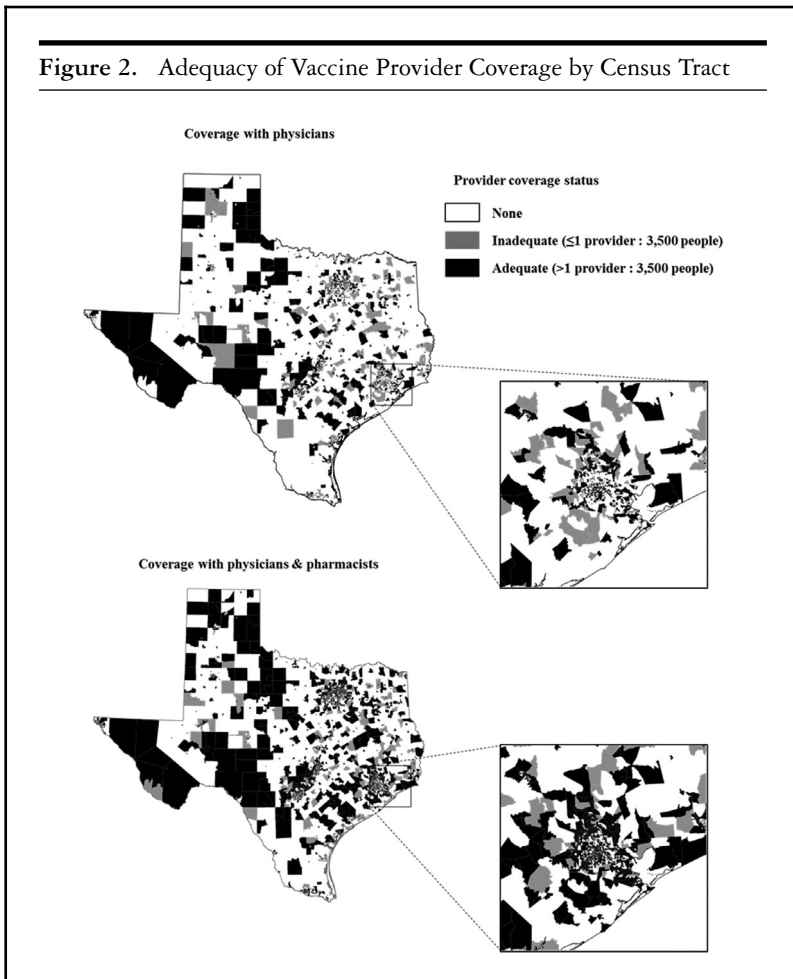 Figure 2. Adequacy of Vaccine Provider Coverage by Census Tract
Coverage with physicians
Provider coverage status
None
Inadequate (≤1 provider : 3,500 people)
Adequate (>1 provider : 3,500 people)
Coverage with physicians & pharmacists